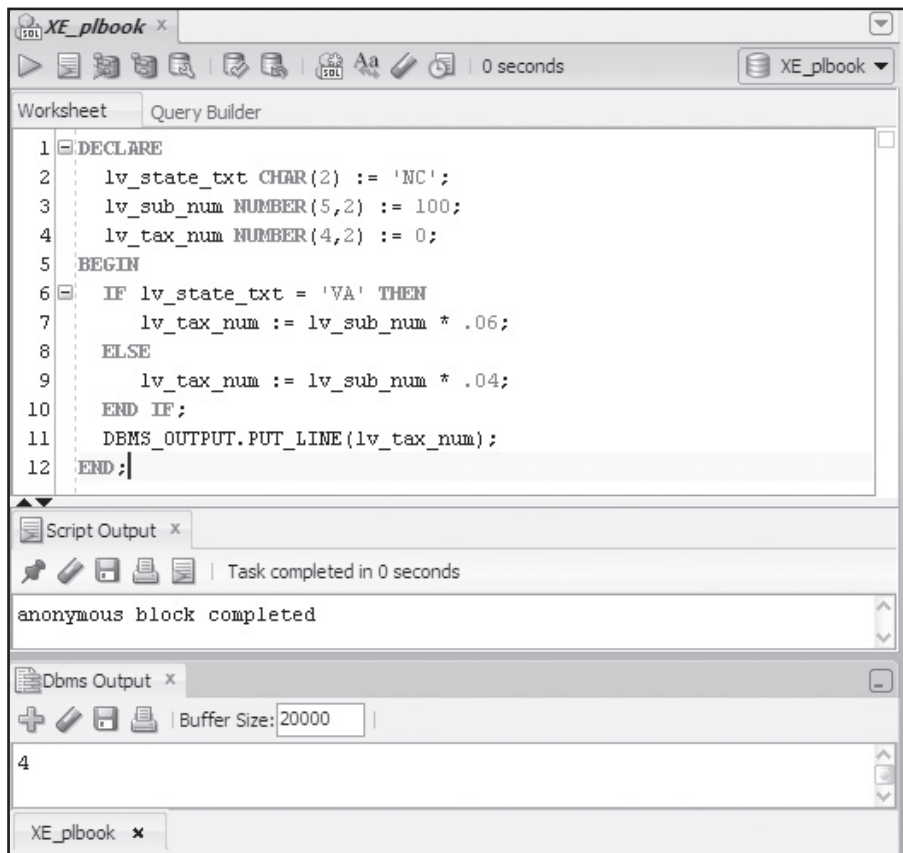 XE_plbook x
SQL
SQL Aa 0 seconds XE_plbook
Worksheet Query Builder
1 DECLARE
2 lv_state_txt CHAR(2) := 'NC';
3 lv_sub_num NUMBER(5,2) := 100;
4 lv_tax_num NUMBER(4,2) := 0;
5 BEGIN
6 IF lv_state_txt = 'VA' THEN
7 lv_tax_num := lv_sub_num * .06;
8 ELSE
9 lv_tax_num := lv_sub_num * .04;
10 END IF;
11 DBMS_OUTPUT.PUT_LINE(lv_tax_num);
12 END;
Script Output x
Task completed in 0 seconds
anonymous block completed
Dbms Output x
Buffer Size: 20000
4
XE_plbook x